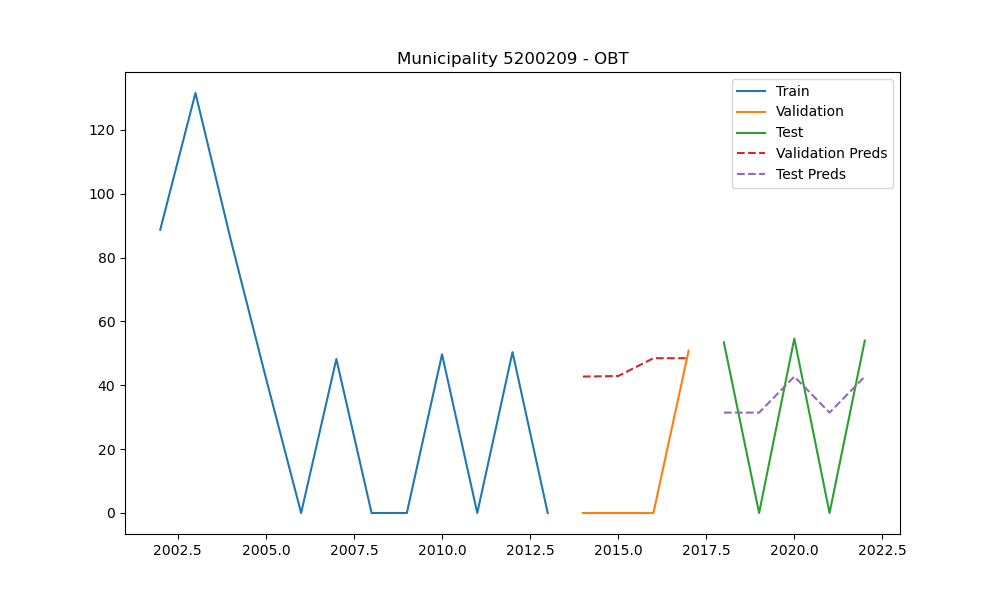 Municipality 5200209 - OBT
Train
Validation
Test
Validation Preds
Test Preds
120
100
80
60
40
20
0
2002.5 2005.0 2007.5 2010.0 2012.5 2015.0 2017.5 2020.0 2022.5